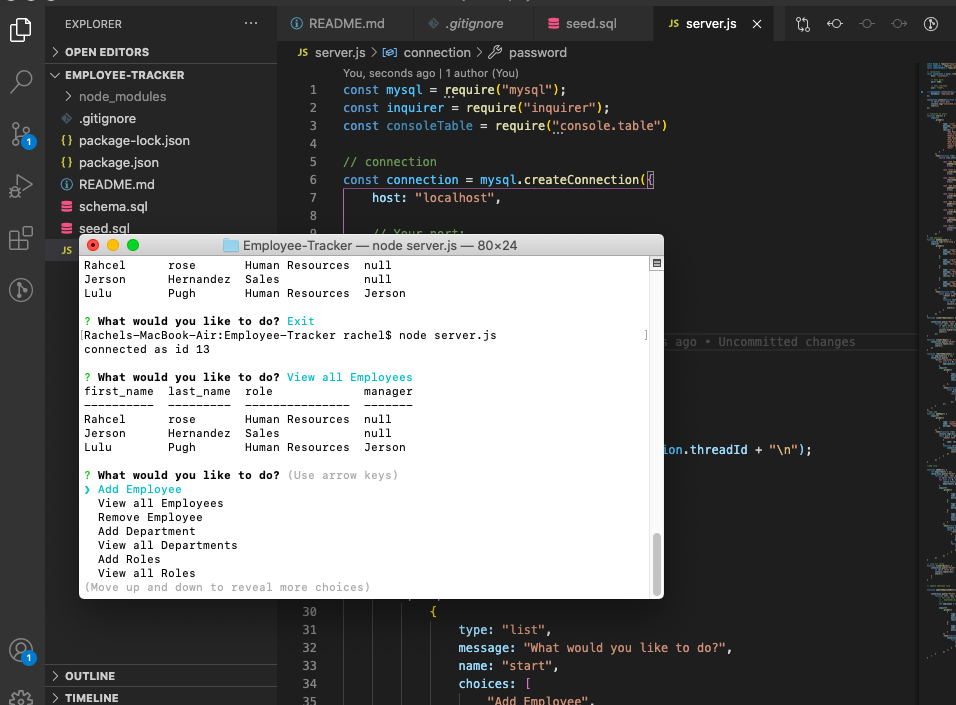 EXPLORER
···
OPEN EDITORS
EMPLOYEE-TRACKER
node_modules
.gitignore
package-lock.json
package.json
README.md
schema.sql
seed.sql
JS
OUTLINE
TIMELINE
1
1
README.md
.gitignore
seed.sql
JS server.js
JS server.js > connection > password
You, seconds ago | 1 author (You)
1 const mysql = require("mysql");
2 const inquirer = require("inquirer");
3 const consoleTable = require("console.table")
4
5 // connection
6 const connection = mysql.createConnection({
7 host: "localhost",
8
9 // Your port;
s ago • Uncommitted changes
ion.threadId + "\n");
Employee-Tracker — node server.js — 80×24
Rahcel rose Human Resources null
Jerson Hernandez Sales null
Lulu Pugh Human Resources Jerson
? What would you like to do? Exit
[Rachels-MacBook-Air:Employee-Tracker rachel$ node server.js ]
connected as id 13
? What would you like to do? View all Employees
first_name last_name role manager
---------- --------- --------------- -------
Rahcel rose Human Resources null
Jerson Hernandez Sales null
Lulu Pugh Human Resources Jerson
? What would you like to do? (Use arrow keys)
❯ Add Employee
View all Employees
Remove Employee
Add Department
View all Departments
Add Roles
View all Roles
(Move up and down to reveal more choices)
30 {
31 type: "list",
32 message: "What would you like to do?",
33 name: "start",
34 choices: [
35 "Add Employee",